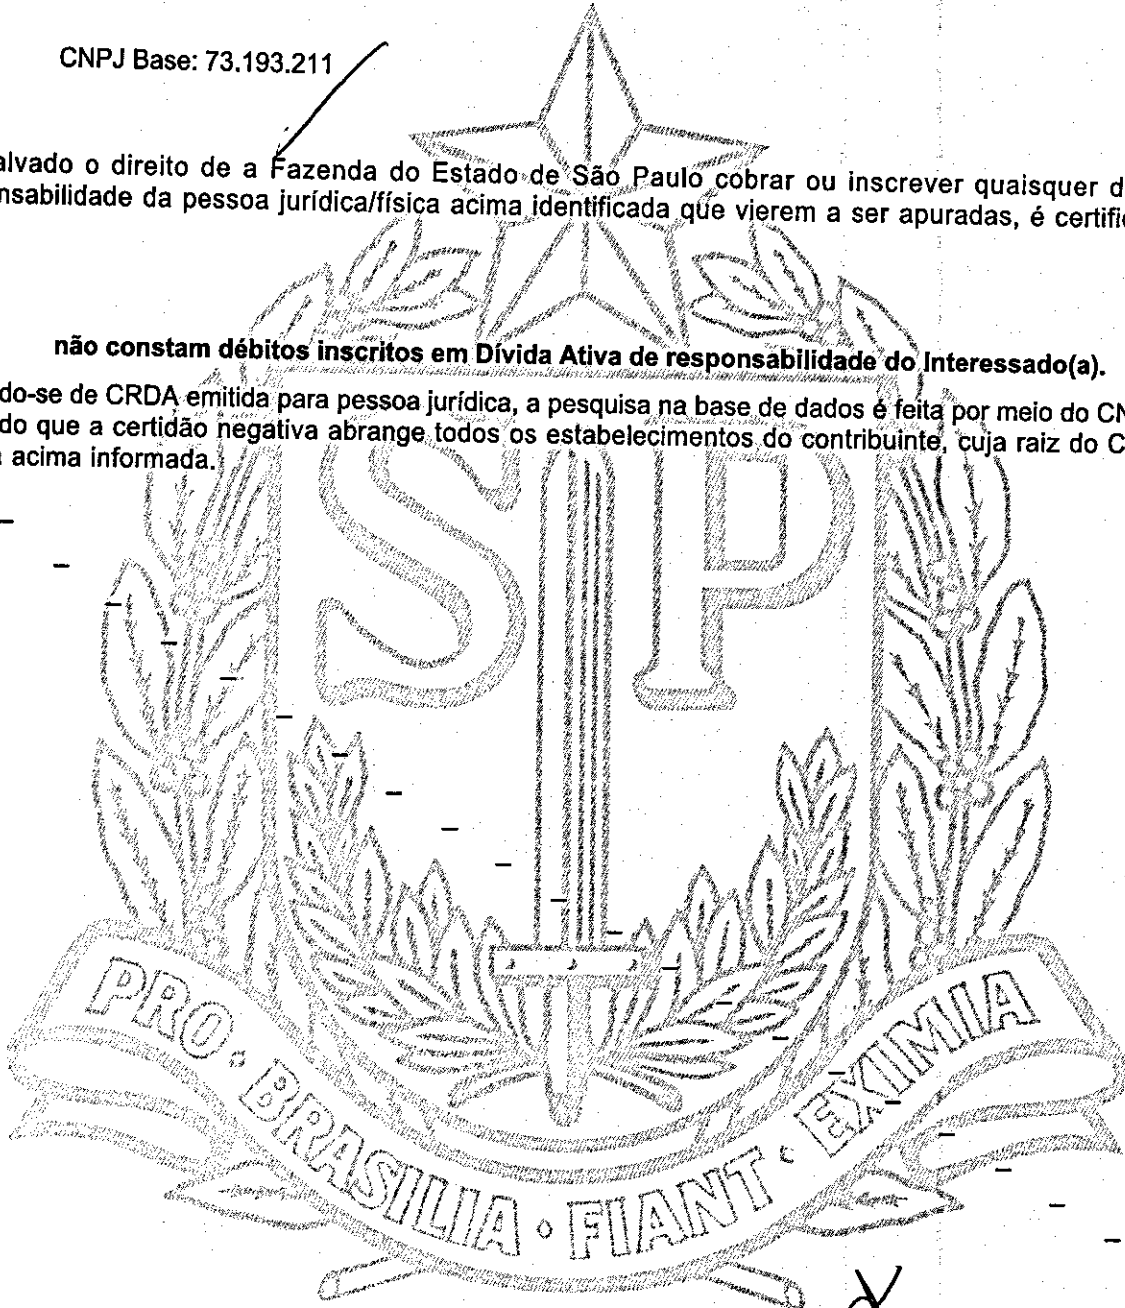 CNPJ Base: 73.193.211
alvado o direito de a Fazenda do Estado de São Paulo cobrar ou inscrever quaisquer d
nsabilidade da pessoa jurídica/física acima identificada que vierem a ser apuradas, é certific
não constam débitos inscritos em Dívida Ativa de responsabilidade do Interessado(a).
do-se de CRDA emitida para pessoa jurídica, a pesquisa na base de dados é feita por meio do CN
do que a certidão negativa abrange todos os estabelecimentos do contribuinte, cuja raiz do C
acima informada.
SP
PRO BRASILIA FIANT EXIMIA